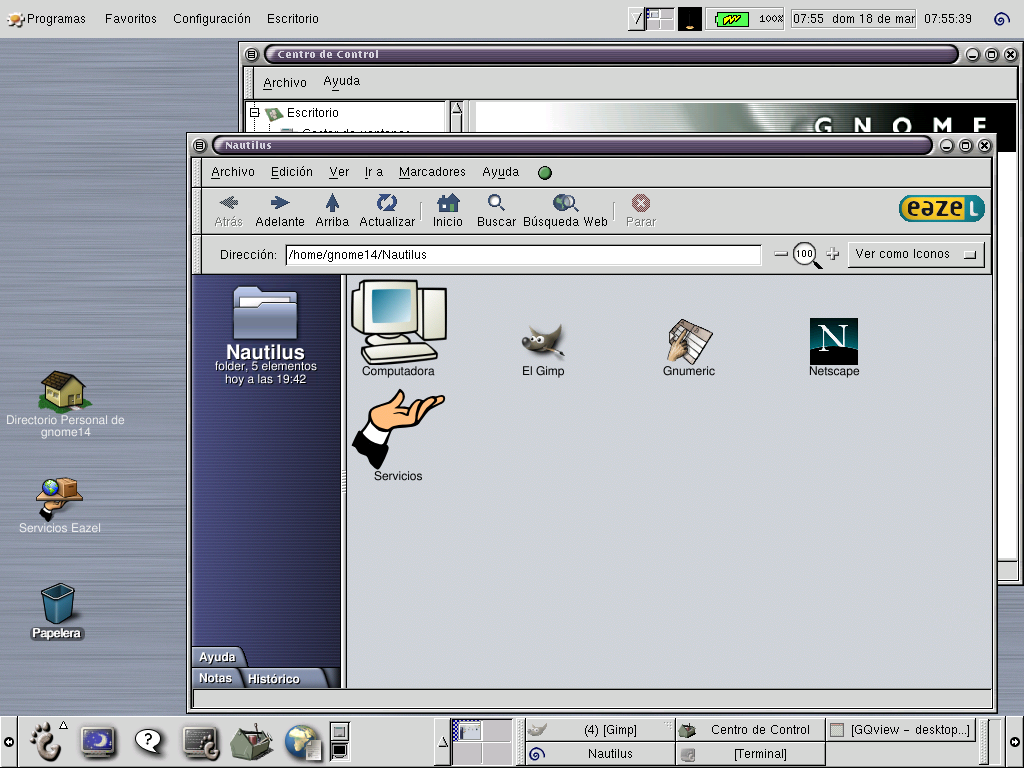 Programas Favoritos Configuración Escritorio
100%
07:55 dom 18 de mar
07:55:39
Centro de Control
Archivo Ayuda
Escritorio
GNOME
Nautilus
Archivo Edición Ver Ir a Marcadores Ayuda
Atrás Adelante Arriba Actualizar Inicio Buscar Búsqueda Web Parar
eazel
Dirección: /home/gnome14/Nautilus
100
Ver como Iconos
Nautilus
folder, 5 elementos
hoy a las 19:42
Computadora
El Gimp
Gnumeric
N
Netscape
Servicios
Directorio Personal de
gnome14
Servicios Eazel
Papelera
Ayuda
Notas Histórico
?
(4) [Gimp] Centro de Control [GQview - desktop...]
Nautilus [Terminal]